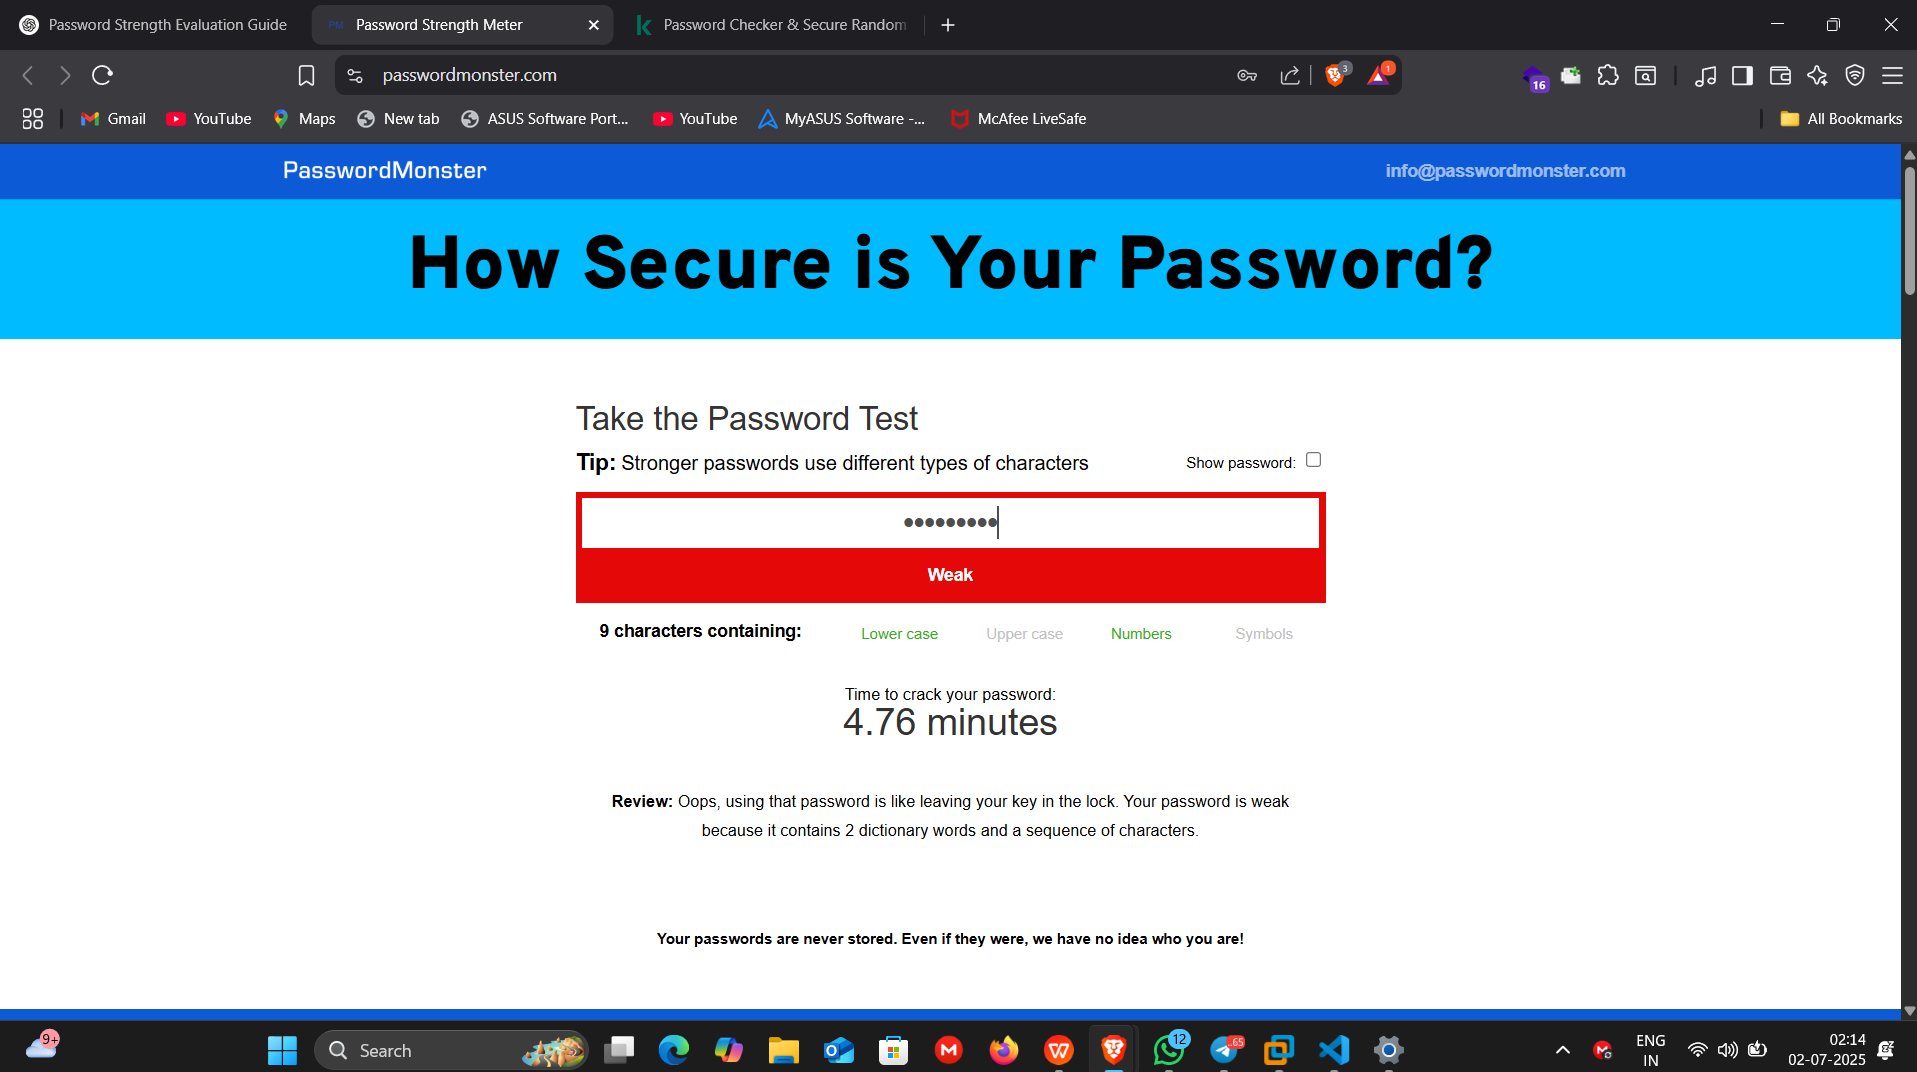 Password Strength Evaluation Guide
PM Password Strength Meter
Password Checker & Secure Random
passwordmonster.com
3
1
16
Gmail
YouTube
Maps
New tab
ASUS Software Port...
YouTube
MyASUS Software -...
McAfee LiveSafe
All Bookmarks
PasswordMonster
info@passwordmonster.com
How Secure is Your Password?
Take the Password Test
Tip: Stronger passwords use different types of characters
Show password:
•••••••••
Weak
9 characters containing:
Lower case
Upper case
Numbers
Symbols
Time to crack your password:
4.76 minutes
Review: Oops, using that password is like leaving your key in the lock. Your password is weak
because it contains 2 dictionary words and a sequence of characters.
Your passwords are never stored. Even if they were, we have no idea who you are!
9+
Search
12
65
ENG
IN
02:14
02-07-2025